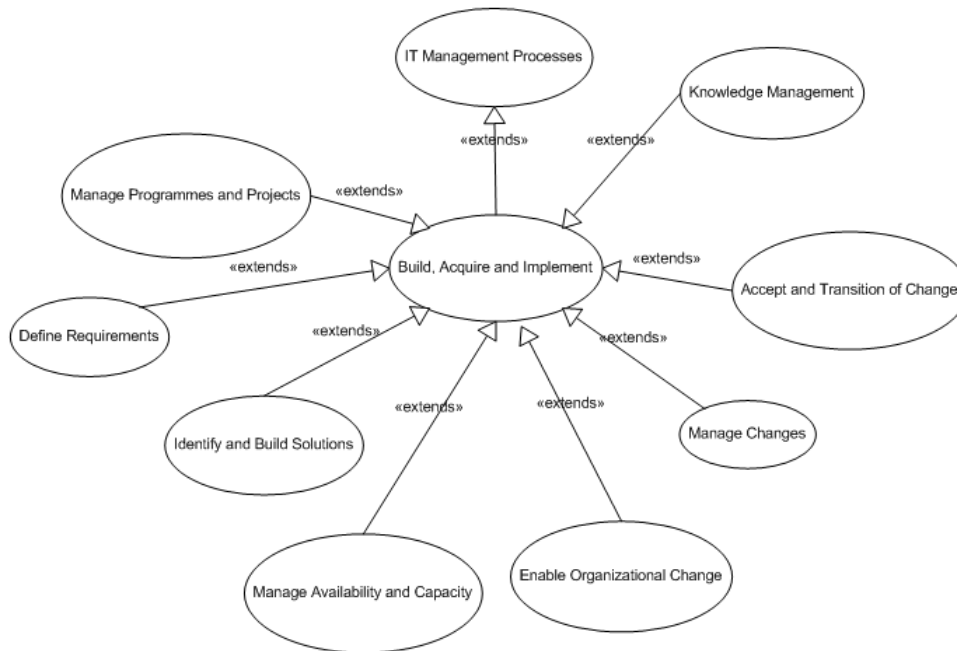 IT Management Processes
Knowledge Management
«extends»
«extends»
Manage Programmes and Projects
«extends»
«extends»
«extends»
Build, Acquire and Implement
Accept and Transition of Change
Define Requirements
«extends»
«extends»
«extends»
«extends»
Identify and Build Solutions
Manage Changes
Manage Availability and Capacity
Enable Organizational Change